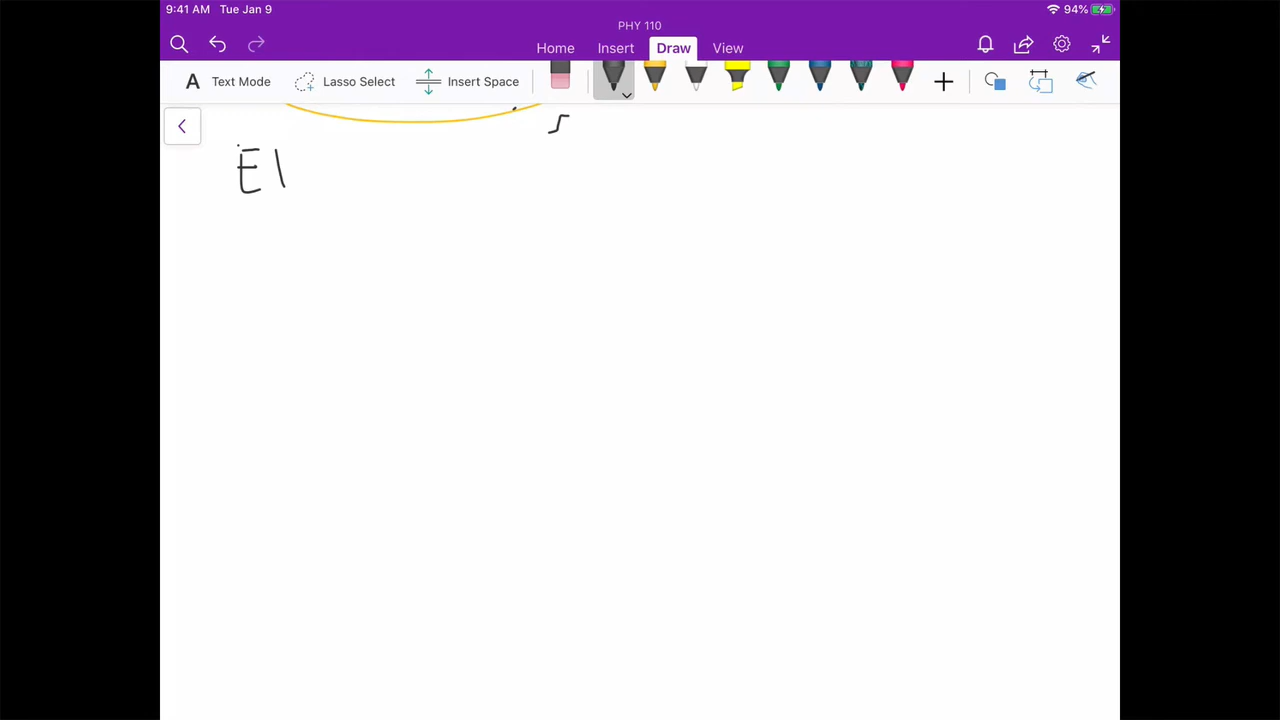 9:41 AM Tue Jan 9 94%
PHY 110
Home Insert Draw View
A Text Mode Lasso Select Insert Space
s
El